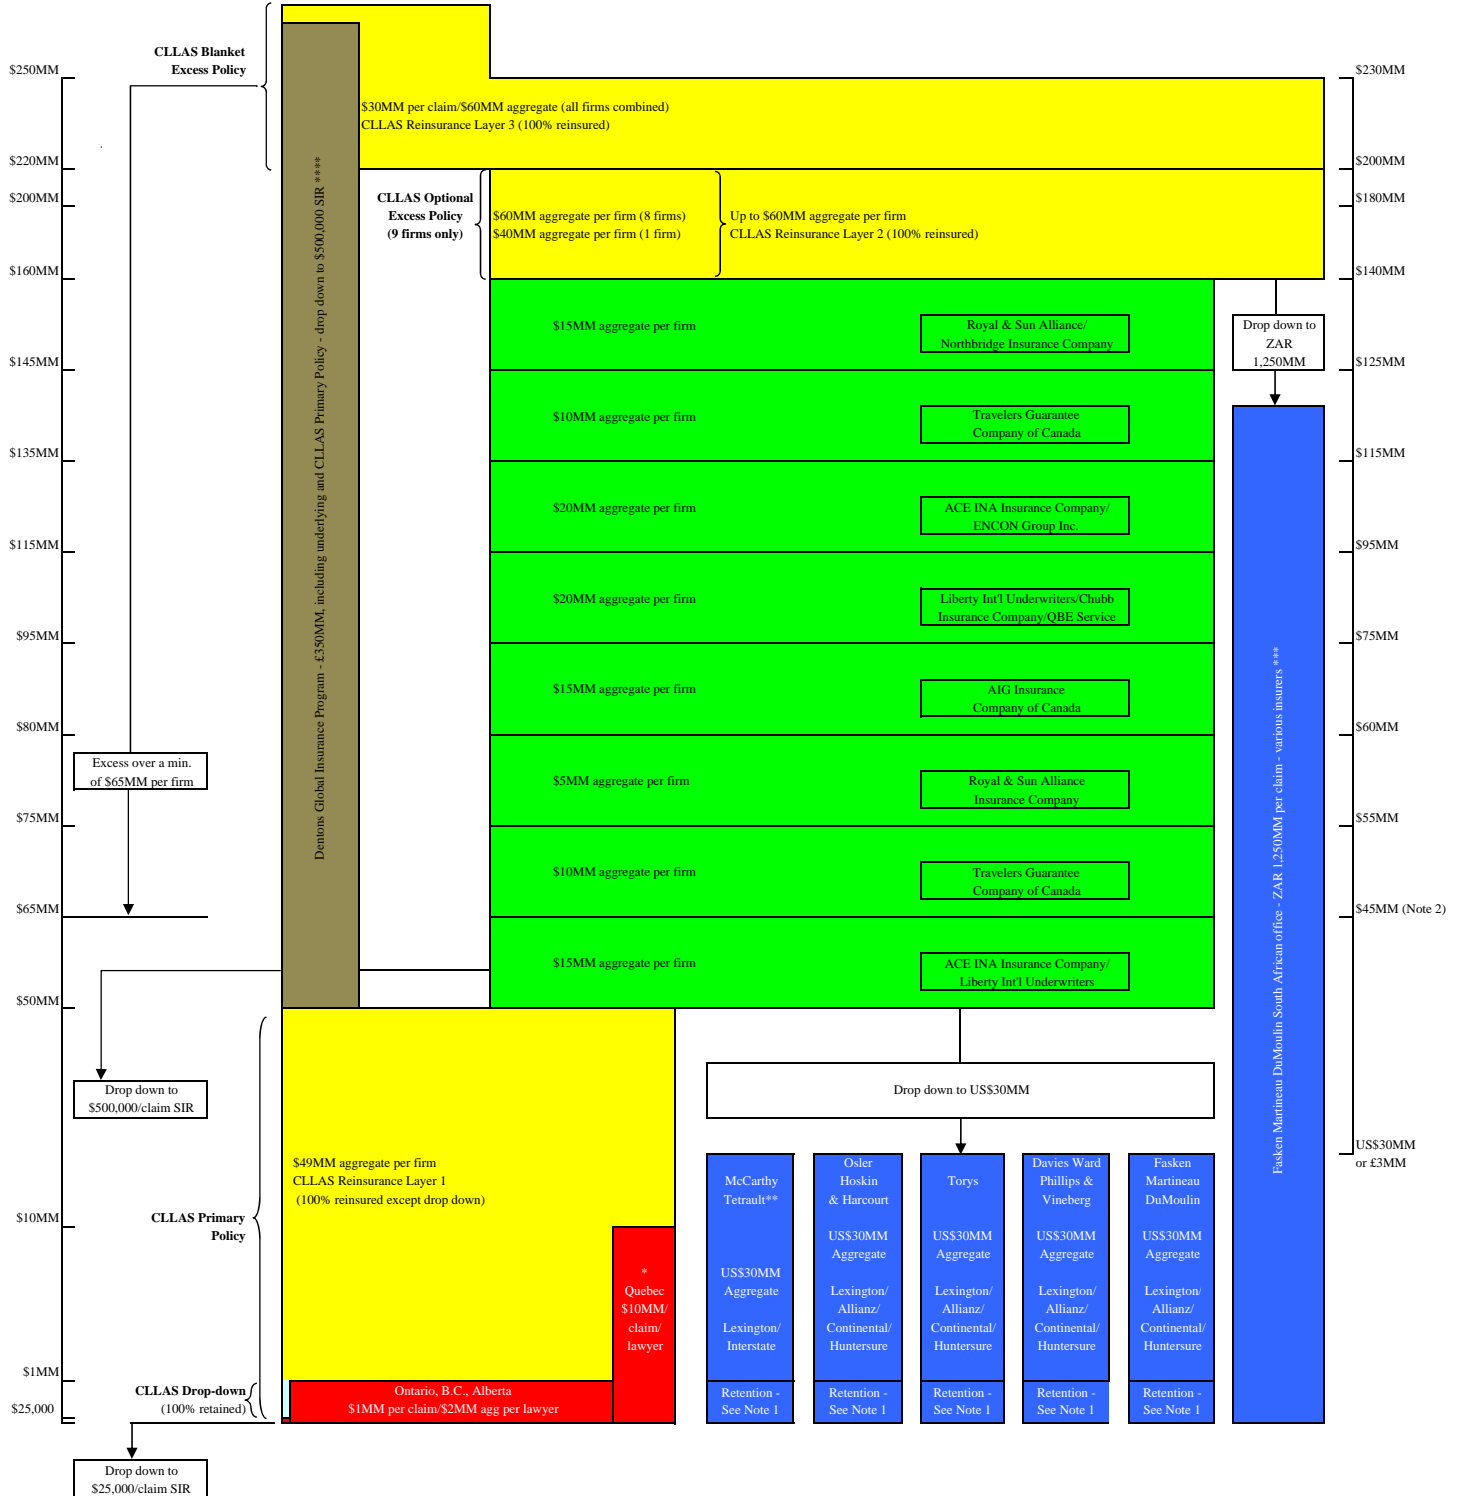 CLLAS Blanket
Excess Policy
$250MM
$220MM
$200MM
$160MM
$145MM
$135MM
$115MM
$95MM
$80MM
$75MM
$65MM
$50MM
$10MM
$1MM
$25,000
Excess over a min.
of $65MM per firm
Drop down to
$500,000/claim SIR
CLLAS Primary
Policy
CLLAS Drop-down
(100% retained)
Drop down to
$25,000/claim SIR
Dentons Global Insurance Program - £350MM, including underlying and CLLAS Primary Policy - drop down to $500,000 SIR ****
$30MM per claim/$60MM aggregate (all firms combined)
CLLAS Reinsurance Layer 3 (100% reinsured)
CLLAS Optional
Excess Policy
(9 firms only)
$60MM aggregate per firm (8 firms)
$40MM aggregate per firm (1 firm)
Up to $60MM aggregate per firm
CLLAS Reinsurance Layer 2 (100% reinsured)
$15MM aggregate per firm
Royal & Sun Alliance/
Northbridge Insurance Company
$10MM aggregate per firm
Travelers Guarantee
Company of Canada
$20MM aggregate per firm
ACE INA Insurance Company/
ENCON Group Inc.
$20MM aggregate per firm
Liberty Int'l Underwriters/Chubb
Insurance Company/QBE Service
$15MM aggregate per firm
AIG Insurance
Company of Canada
$5MM aggregate per firm
Royal & Sun Alliance
Insurance Company
$10MM aggregate per firm
Travelers Guarantee
Company of Canada
$15MM aggregate per firm
ACE INA Insurance Company/
Liberty Int'l Underwriters
$49MM aggregate per firm
CLLAS Reinsurance Layer 1
(100% reinsured except drop down)
*
Quebec
$10MM/
claim/
lawyer
Ontario, B.C., Alberta
$1MM per claim/$2MM agg per lawyer
Drop down to US$30MM
McCarthy
Tetrault**
US$30MM
Aggregate
Lexington/
Interstate
Retention -
See Note 1
Osler
Hoskin
& Harcourt
US$30MM
Aggregate
Lexington/
Allianz/
Continental/
Huntersure
Retention -
See Note 1
Torys
US$30MM
Aggregate
Lexington/
Allianz/
Continental/
Huntersure
Retention -
See Note 1
Davies Ward
Phillips &
Vineberg
US$30MM
Aggregate
Lexington/
Allianz/
Continental/
Huntersure
Retention -
See Note 1
Fasken
Martineau
DuMoulin
US$30MM
Aggregate
Lexington/
Allianz/
Continental/
Huntersure
Retention -
See Note 1
Drop down to
ZAR
1,250MM
Fasken Martineau DuMoulin South African office - ZAR 1,250MM per claim - various insurers ***
$230MM
$200MM
$180MM
$140MM
$125MM
$115MM
$95MM
$75MM
$60MM
$55MM
$45MM (Note 2)
US$30MM
or £3MM